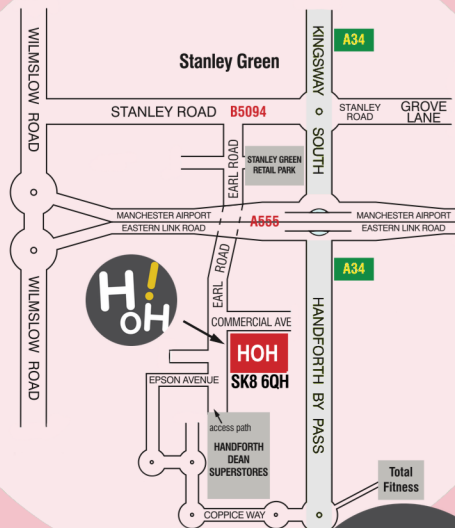 WILMSLOW ROAD
KINGSWAY SOUTH
A34
Stanley Green
STANLEY ROAD
B5094
STANLEY
ROAD
GROVE
LANE
EARL ROAD
STANLEY GREEN
RETAIL PARK
MANCHESTER AIRPORT
EASTERN LINK ROAD
A555
MANCHESTER AIRPORT
EASTERN LINK ROAD
EARL ROAD
A34
WILMSLOW ROAD
H!
OH
COMMERCIAL AVE
HOH
SK8 6QH
HANDFORTH BY PASS
EPSON AVENUE
access path
HANDFORTH
DEAN
SUPERSTORES
Total
Fitness
COPPICE WAY